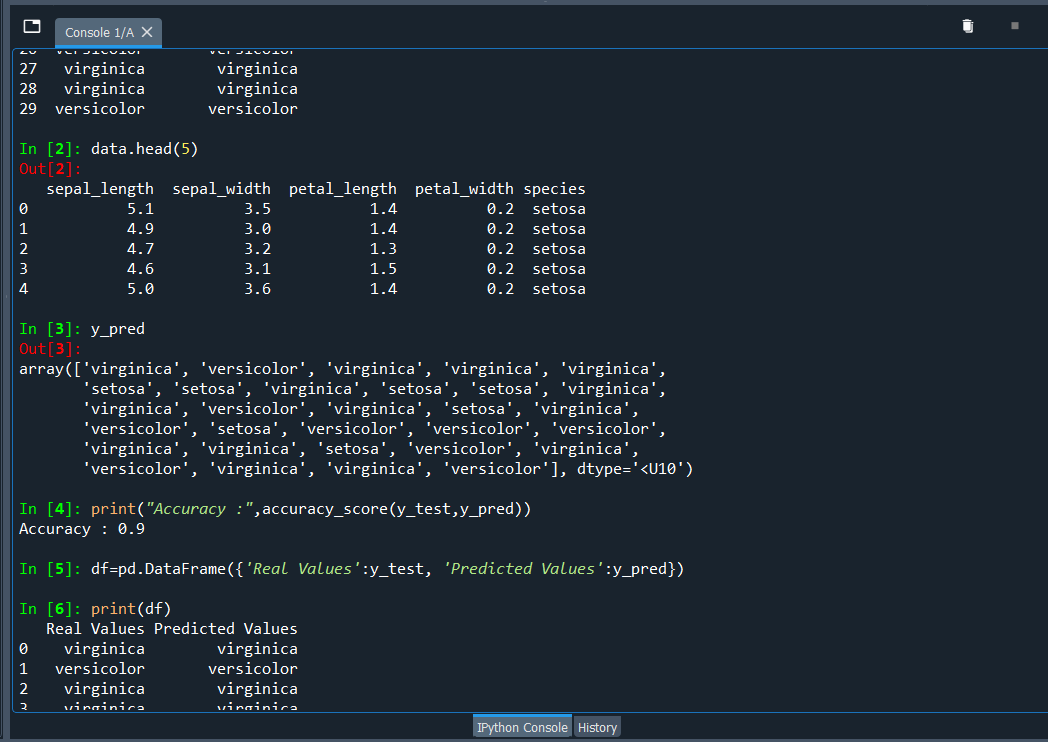 Console 1/A
27 virginica virginica
28 virginica virginica
29 versicolor versicolor
In [2]: data.head(5)
Out[2]:
sepal_length sepal_width petal_length petal_width species
0 5.1 3.5 1.4 0.2 setosa
1 4.9 3.0 1.4 0.2 setosa
2 4.7 3.2 1.3 0.2 setosa
3 4.6 3.1 1.5 0.2 setosa
4 5.0 3.6 1.4 0.2 setosa
In [3]: y_pred
Out[3]:
array(['virginica', 'versicolor', 'virginica', 'virginica', 'virginica',
'setosa', 'setosa', 'virginica', 'setosa', 'setosa', 'virginica',
'virginica', 'versicolor', 'virginica', 'setosa', 'virginica',
'versicolor', 'setosa', 'versicolor', 'versicolor', 'versicolor',
'virginica', 'virginica', 'setosa', 'versicolor', 'virginica',
'versicolor', 'virginica', 'virginica', 'versicolor'], dtype='<U10')
In [4]: print("Accuracy :",accuracy_score(y_test,y_pred))
Accuracy : 0.9
In [5]: df=pd.DataFrame({'Real Values':y_test, 'Predicted Values':y_pred})
In [6]: print(df)
Real Values Predicted Values
0 virginica virginica
1 versicolor versicolor
2 virginica virginica
3 virginica virginica
IPython Console History